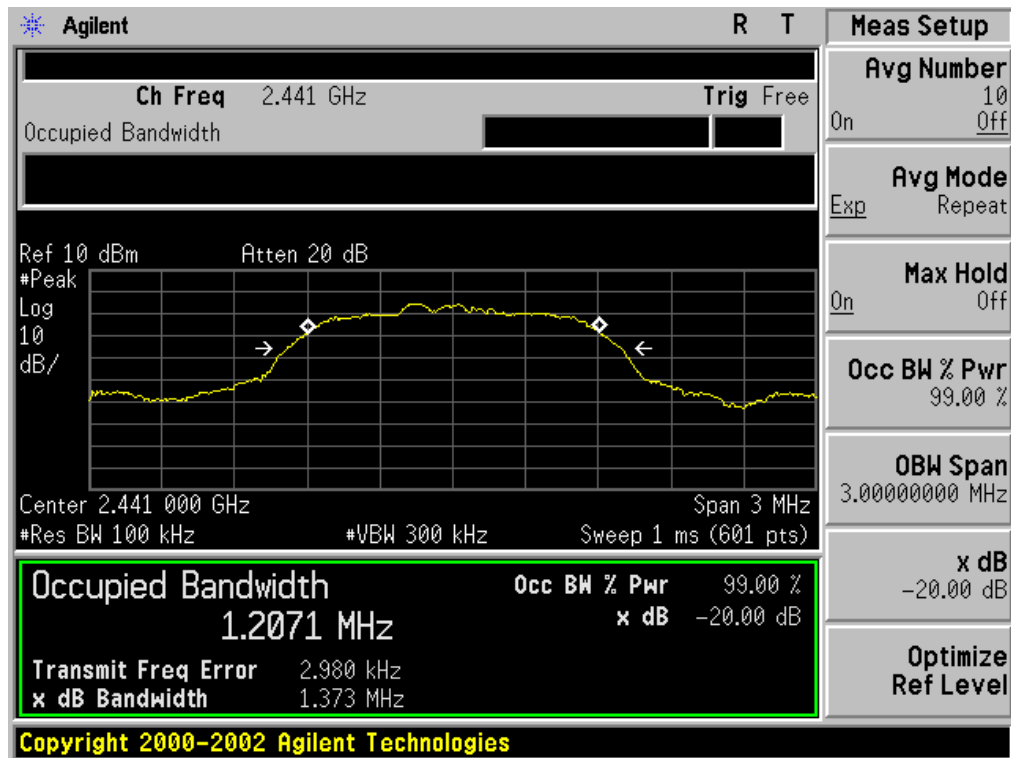 Agilent R T
Ch Freq 2.441 GHz Trig Free
Occupied Bandwidth
Ref 10 dBm Atten 20 dB
#Peak
Log
10
dB/
Center 2.441 000 GHz Span 3 MHz
#Res BW 100 kHz #VBW 300 kHz Sweep 1 ms (601 pts)
Occupied Bandwidth
1.2071 MHz
Occ BW % Pwr 99.00 %
x dB -20.00 dB
Transmit Freq Error 2.980 kHz
x dB Bandwidth 1.373 MHz
Copyright 2000-2002 Agilent Technologies
Meas Setup
Avg Number
10
On Off
Avg Mode
Exp Repeat
Max Hold
On Off
Occ BW % Pwr
99.00 %
OBW Span
3.00000000 MHz
x dB
-20.00 dB
Optimize
Ref Level